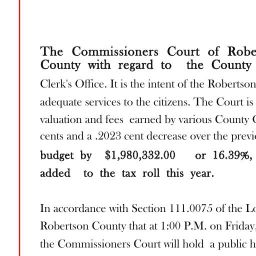 The Commissioners Court of Robe
County with regard to the County
Clerk's Office. It is the intent of the Robertson
adequate services to the citizens. The Court is
valuation and fees earned by various County C
cents and a .2023 cent decrease over the previ
budget by $1,980,332.00 or 16.39%,
added to the tax roll this year.
In accordance with Section 111.0075 of the Lo
Robertson County that at 1:00 P.M. on Friday,
the Commissioners Court will hold a public h